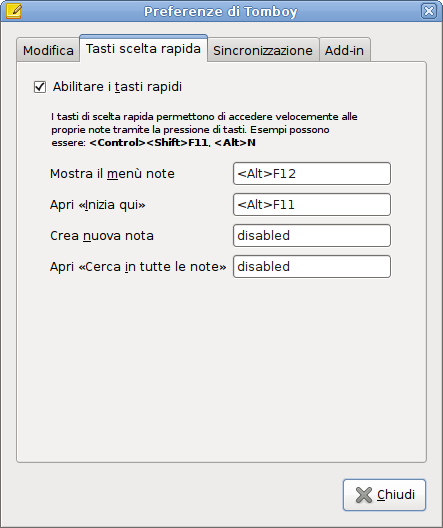 Preferenze di Tomboy
Modifica Tasti scelta rapida Sincronizzazione Add-in
Abilitare i tasti rapidi
I tasti di scelta rapida permettono di accedere velocemente alle
proprie note tramite la pressione di tasti. Esempi possono
essere: <Control><Shift>F11, <Alt>N
Mostra il menù note <Alt>F12
Apri «Inizia qui» <Alt>F11
Crea nuova nota disabled
Apri «Cerca in tutte le note» disabled
Chiudi